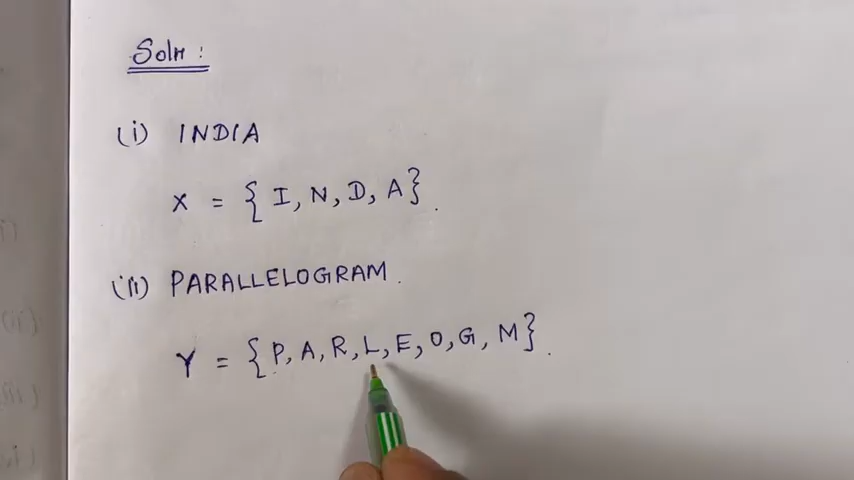 Soln :
(i) INDIA
X = { I, N, D, A } .
(ii) PARALLELOGRAM .
Y = { P, A, R, L, E, O, G, M } .